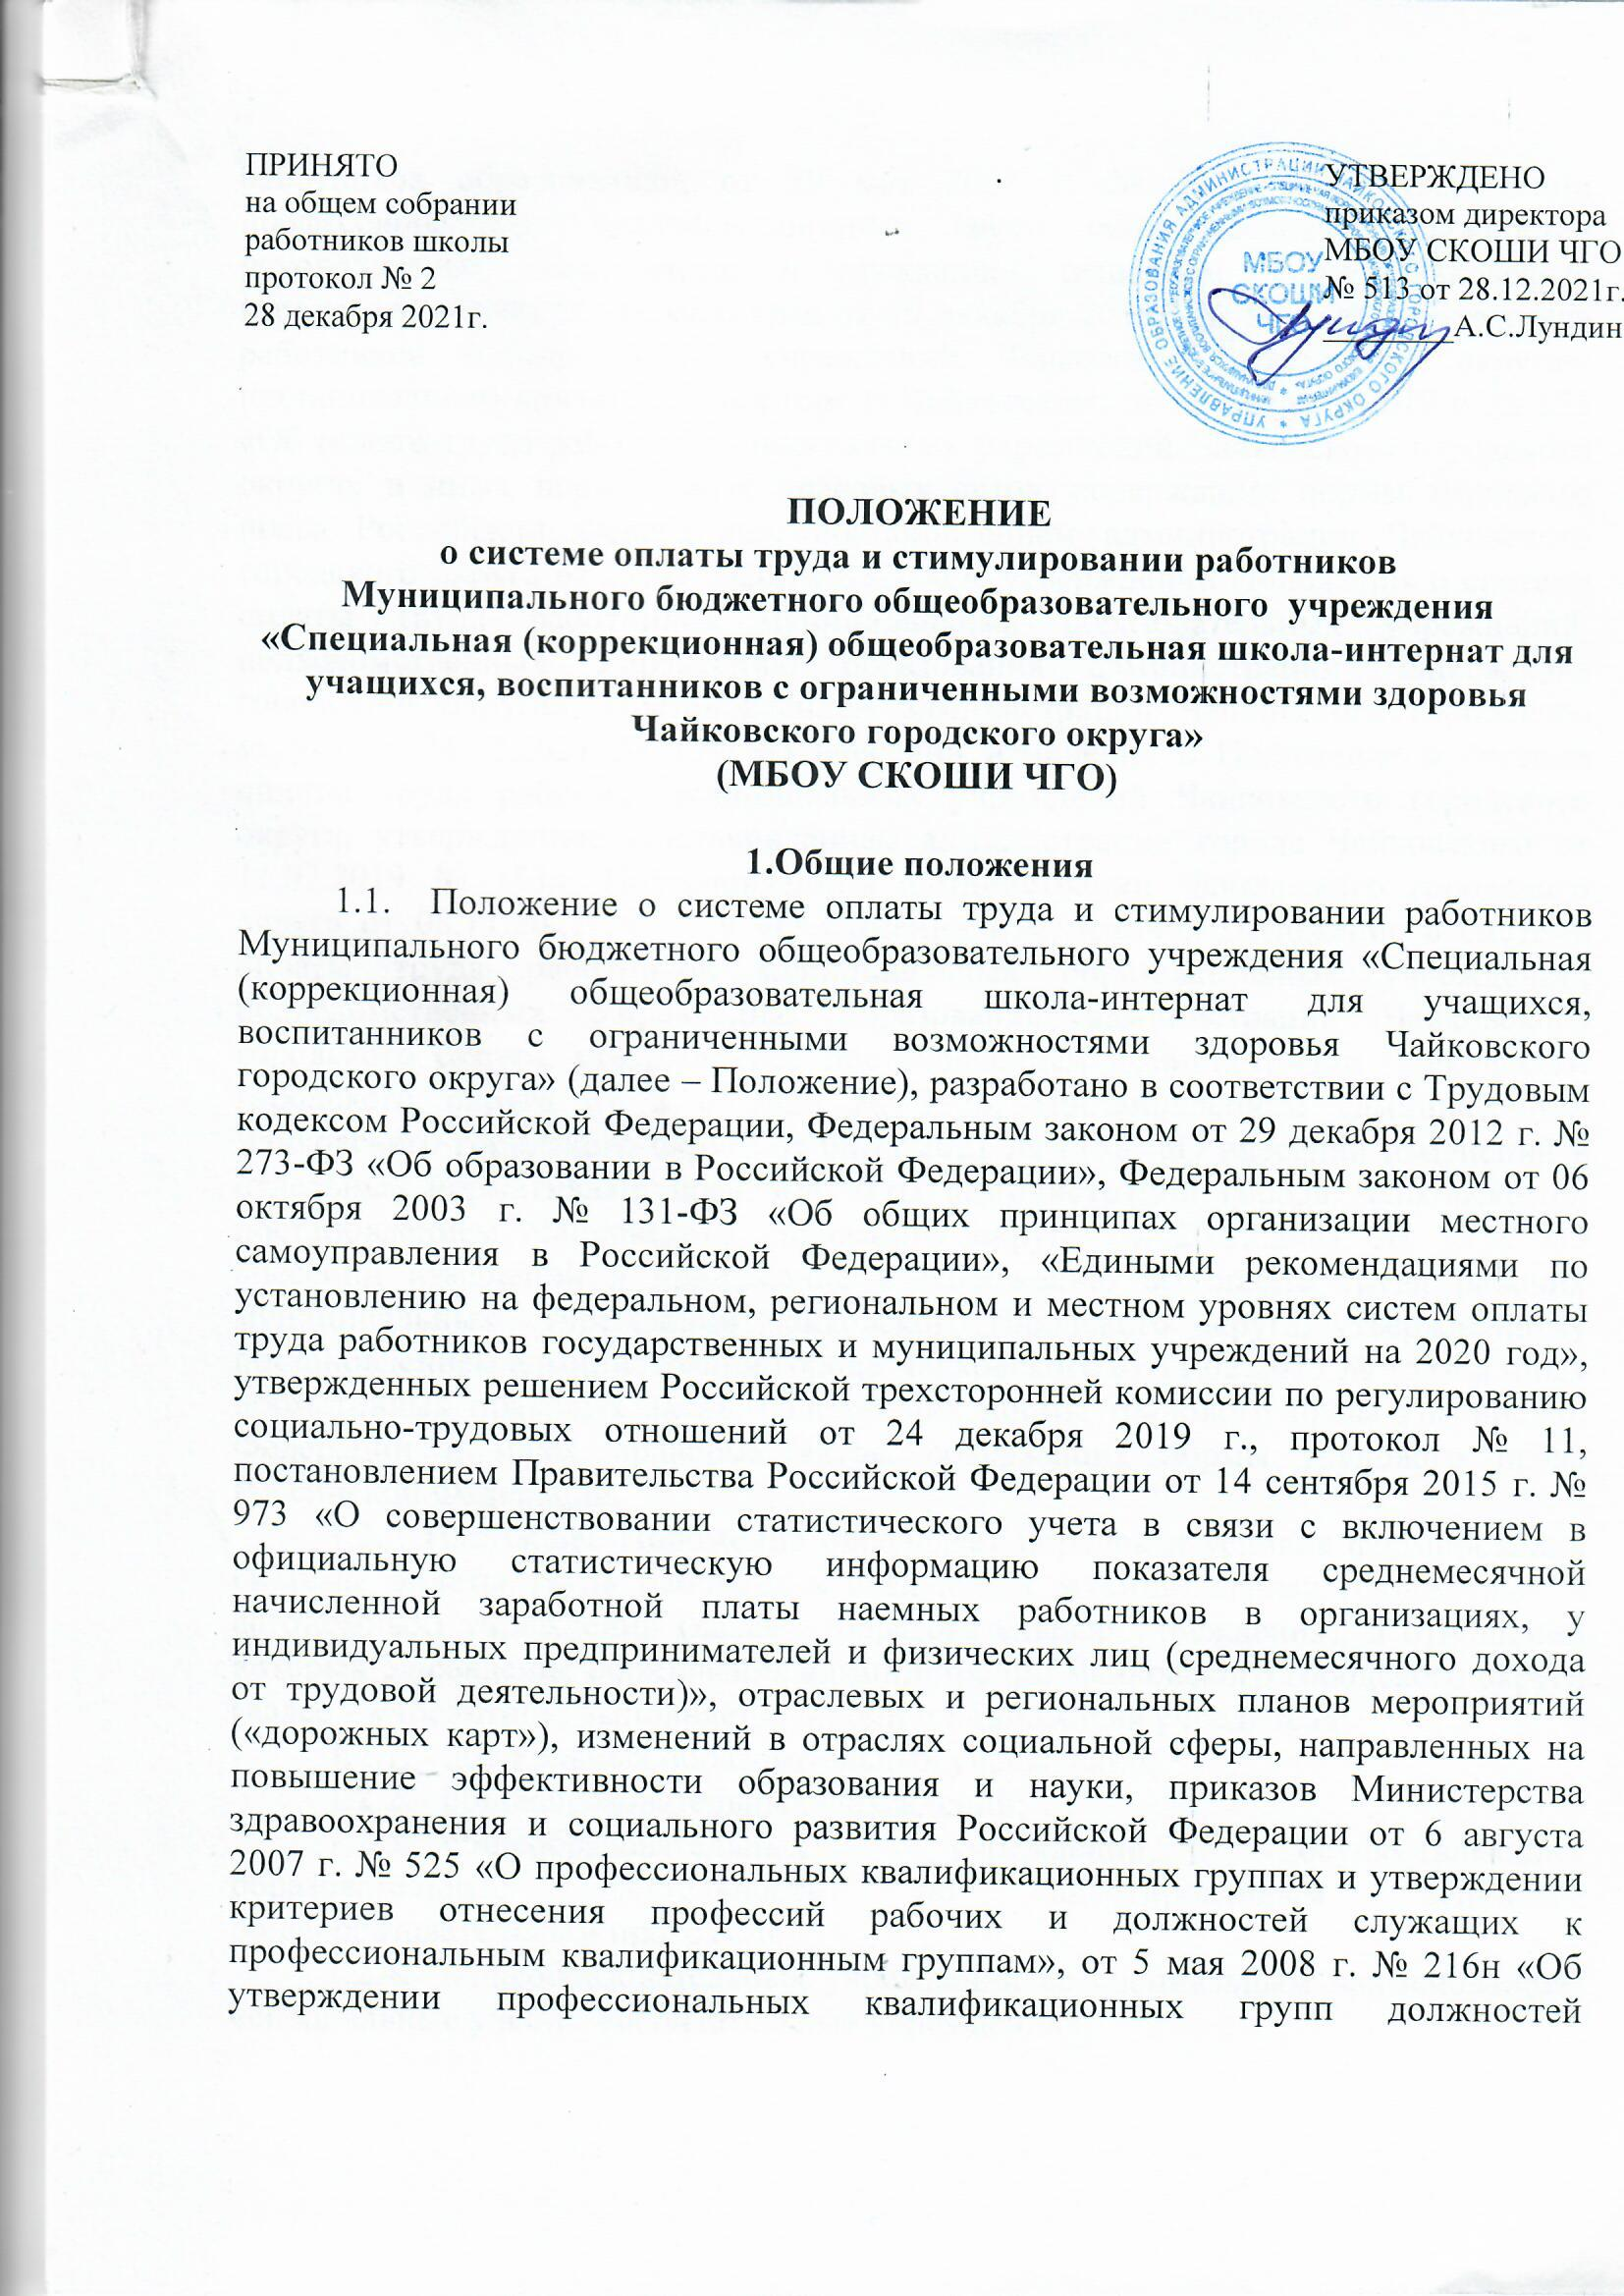 ПРИНЯТО
на общем собрании
работников школы
протокол № 2
28 декабря 2021г.
УТВЕРЖДЕНО
приказом директора
МБОУ СКОШИ ЧГО
№ 513 от 28.12.2021г.
А.С.Лундин
УПРАВЛЕНИЕ ОБРАЗОВАНИЯ АДМИНИСТРАЦИИ ЧАЙКОВСКОГО ГОРОДСКОГО ОКРУГА
МБОУ
СКОШИ
ЧГО
ПОЛОЖЕНИЕ
о системе оплаты труда и стимулировании работников
Муниципального бюджетного общеобразовательного учреждения
«Специальная (коррекционная) общеобразовательная школа-интернат для
учащихся, воспитанников с ограниченными возможностями здоровья
Чайковского городского округа»
(МБОУ СКОШИ ЧГО)
1.Общие положения
1.1. Положение о системе оплаты труда и стимулировании работников
Муниципального бюджетного общеобразовательного учреждения «Специальная
(коррекционная) общеобразовательная школа-интернат для учащихся,
воспитанников с ограниченными возможностями здоровья Чайковского
городского округа» (далее – Положение), разработано в соответствии с Трудовым
кодексом Российской Федерации, Федеральным законом от 29 декабря 2012 г. №
273-ФЗ «Об образовании в Российской Федерации», Федеральным законом от 06
октября 2003 г. № 131-ФЗ «Об общих принципах организации местного
самоуправления в Российской Федерации», «Едиными рекомендациями по
установлению на федеральном, региональном и местном уровнях систем оплаты
труда работников государственных и муниципальных учреждений на 2020 год»,
утвержденных решением Российской трехсторонней комиссии по регулированию
социально-трудовых отношений от 24 декабря 2019 г., протокол № 11,
постановлением Правительства Российской Федерации от 14 сентября 2015 г. №
973 «О совершенствовании статистического учета в связи с включением в
официальную статистическую информацию показателя среднемесячной
начисленной заработной платы наемных работников в организациях, у
индивидуальных предпринимателей и физических лиц (среднемесячного дохода
от трудовой деятельности)», отраслевых и региональных планов мероприятий
(«дорожных карт»), изменений в отраслях социальной сферы, направленных на
повышение эффективности образования и науки, приказов Министерства
здравоохранения и социального развития Российской Федерации от 6 августа
2007 г. № 525 «О профессиональных квалификационных группах и утверждении
критериев отнесения профессий рабочих и должностей служащих к
профессиональным квалификационным группам», от 5 мая 2008 г. № 216н «Об
утверждении профессиональных квалификационных групп должностей